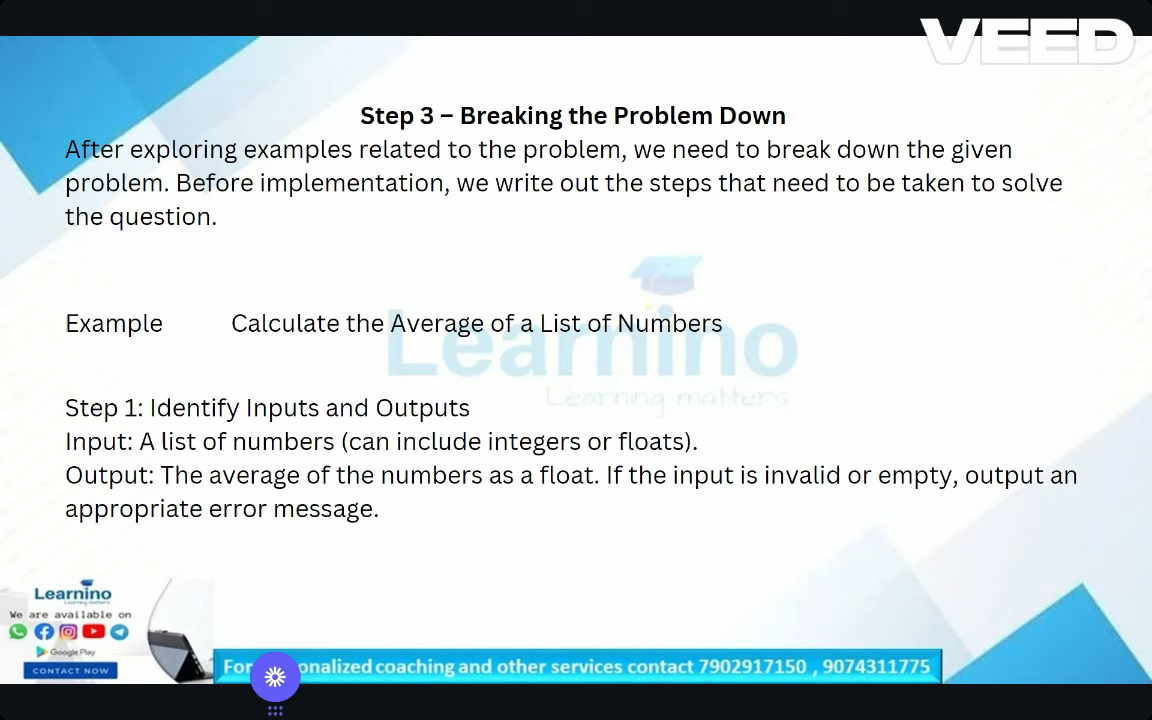 VEED
Step 3 – Breaking the Problem Down
After exploring examples related to the problem, we need to break down the given
problem. Before implementation, we write out the steps that need to be taken to solve
the question.
Example Calculate the Average of a List of Numbers
Learnino
Learning matters
Step 1: Identify Inputs and Outputs
Input: A list of numbers (can include integers or floats).
Output: The average of the numbers as a float. If the input is invalid or empty, output an
appropriate error message.
Learnino
Learning matters
We are available on
Google Play
CONTACT NOW
For onalized coaching and other services contact 7902917150 , 9074311775